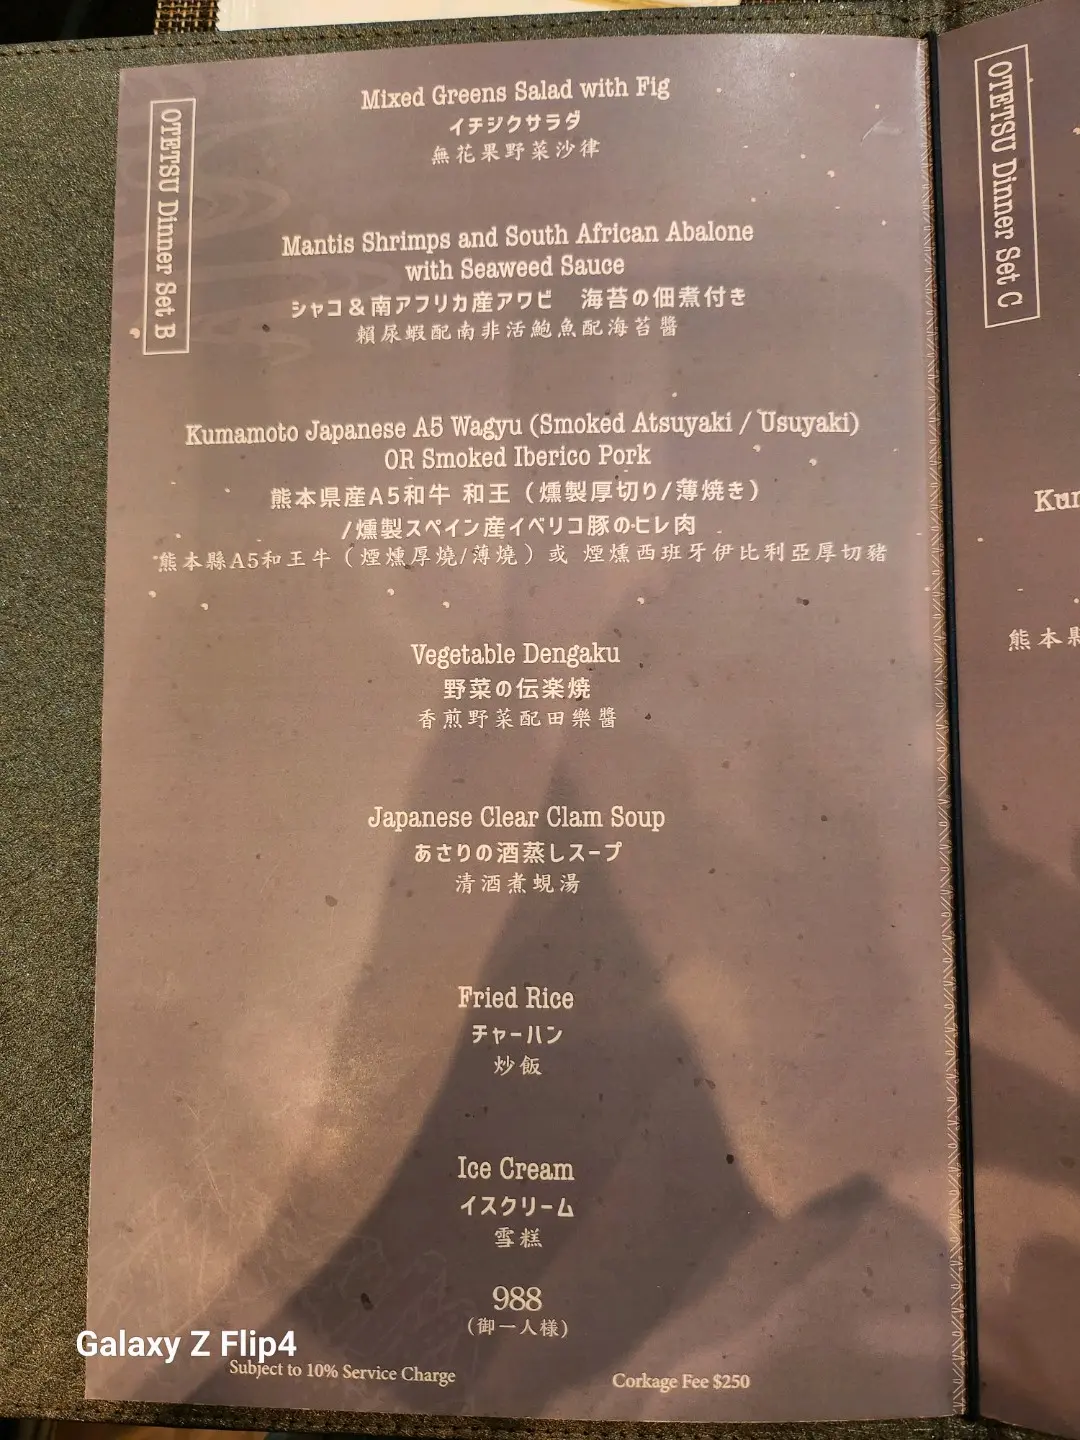 OTETSU Dinner Set B
Mixed Greens Salad with Fig
イチジクサラダ
無花果野菜沙律
Mantis Shrimps and South African Abalone
with Seaweed Sauce
シャコ＆南アフリカ産アワビ　海苔の佃煮付き
賴尿蝦配南非活鮑魚配海苔醬
Kumamoto Japanese A5 Wagyu (Smoked Atsuyaki / Usuyaki)
OR Smoked Iberico Pork
熊本県産A5和牛 和王（燻製厚切り/薄焼き）
/燻製スペイン産イベリコ豚のヒレ肉
熊本縣A5和王牛（煙燻厚燒/薄燒）或 煙燻西班牙伊比利亞厚切豬
Vegetable Dengaku
野菜の伝楽焼
香煎野菜配田樂醬
Japanese Clear Clam Soup
あさりの酒蒸しスープ
清酒煮蜆湯
Fried Rice
チャーハン
炒飯
Ice Cream
イスクリーム
雪糕
988
(御一人様)
Subject to 10% Service Charge
Corkage Fee $250
Galaxy Z Flip4
OTETSU Dinner Set C
Kur
熊本